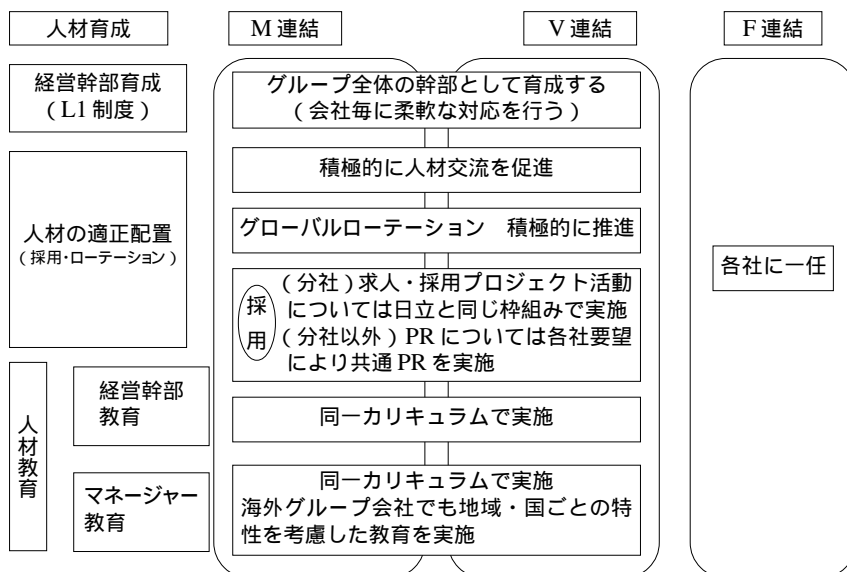 人材育成
M 連結
V 連結
F 連結
経営幹部育成
(L1 制度)
グループ全体の幹部として育成する
(会社毎に柔軟な対応を行う)
人材の適正配置
(採用・ローテーション)
積極的に人材交流を促進
グローバルローテーション　積極的に推進
採用
(分社)求人・採用プロジェクト活動
については日立と同じ枠組みで実施
(分社以外)PR については各社要望
により共通 PR を実施
各社に一任
人材教育
経営幹部
教育
同一カリキュラムで実施
マネージャー
教育
同一カリキュラムで実施
海外グループ会社でも地域・国ごとの特
性を考慮した教育を実施